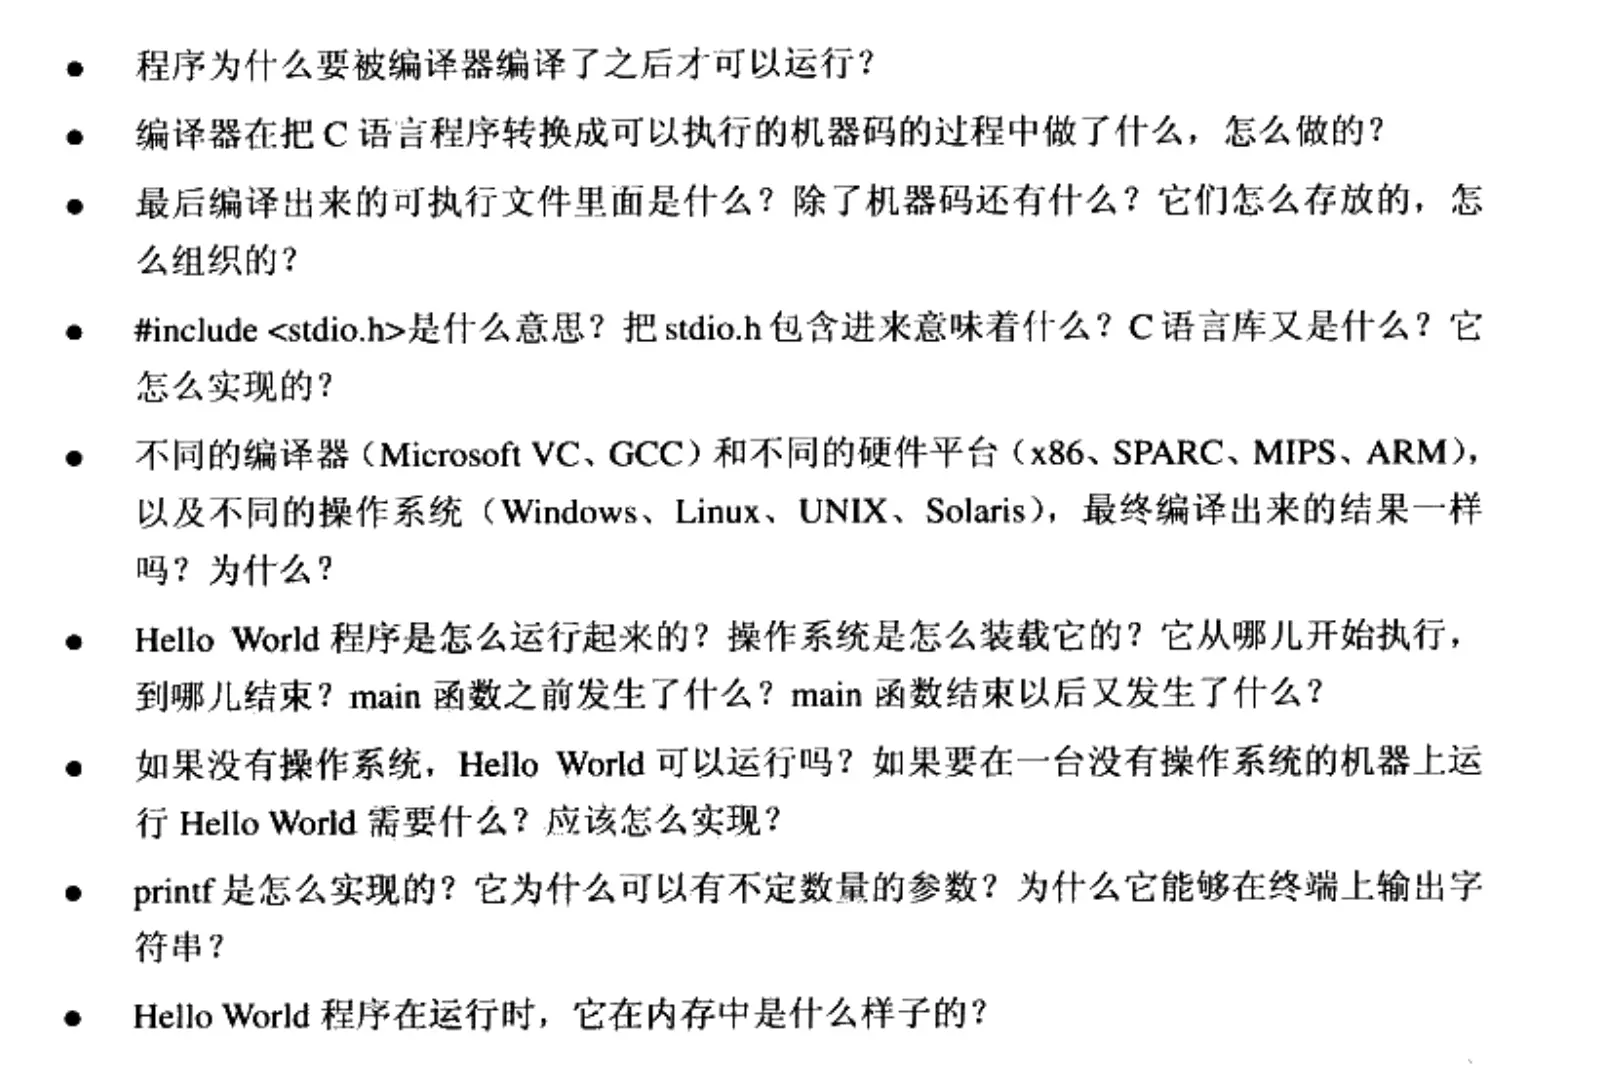 ● 程序为什么要被编译器编译了之后才可以运行？
● 编译器在把 C 语言程序转换成可以执行的机器码的过程中做了什么，怎么做的？
● 最后编译出来的可执行文件里面是什么？除了机器码还有什么？它们怎么存放的，怎
么组织的？
● #include <stdio.h>是什么意思？把 stdio.h 包含进来意味着什么？C 语言库又是什么？它
怎么实现的？
● 不同的编译器（Microsoft VC、GCC）和不同的硬件平台（x86、SPARC、MIPS、ARM），
以及不同的操作系统（Windows、Linux、UNIX、Solaris），最终编译出来的结果一样
吗？为什么？
● Hello World 程序是怎么运行起来的？操作系统是怎么装载它的？它从哪儿开始执行，
到哪儿结束？main 函数之前发生了什么？main 函数结束以后又发生了什么？
● 如果没有操作系统，Hello World 可以运行吗？如果要在一台没有操作系统的机器上运
行 Hello World 需要什么？应该怎么实现？
● printf 是怎么实现的？它为什么可以有不定数量的参数？为什么它能够在终端上输出字
符串？
● Hello World 程序在运行时，它在内存中是什么样子的？